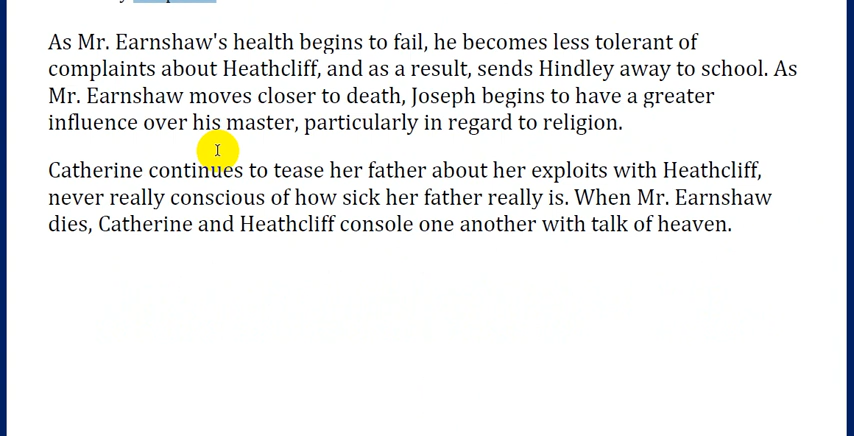 As Mr. Earnshaw's health begins to fail, he becomes less tolerant of
complaints about Heathcliff, and as a result, sends Hindley away to school. As
Mr. Earnshaw moves closer to death, Joseph begins to have a greater
influence over his master, particularly in regard to religion.
Catherine continues to tease her father about her exploits with Heathcliff,
never really conscious of how sick her father really is. When Mr. Earnshaw
dies, Catherine and Heathcliff console one another with talk of heaven.